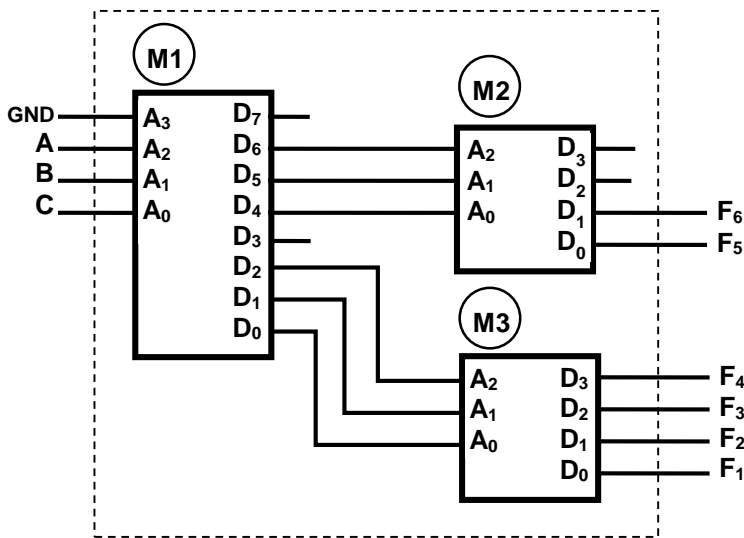 M1
GND A₃ D₇
A A₂ D₆
B A₁ D₅
C A₀ D₄
D₃
D₂
D₁
D₀
M2
A₂ D₃
A₁ D₂
A₀ D₁ F₆
D₀ F₅
M3
A₂ D₃ F₄
A₁ D₂ F₃
A₀ D₁ F₂
D₀ F₁